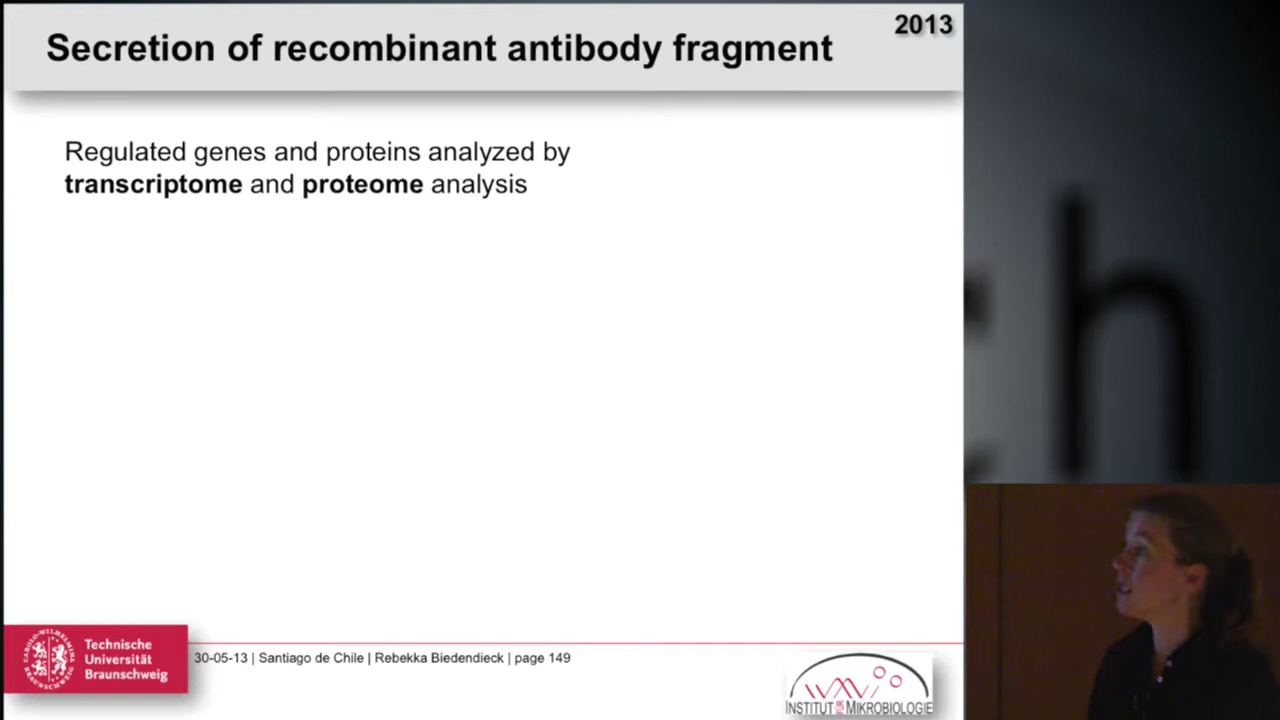 2013
Secretion of recombinant antibody fragment
Regulated genes and proteins analyzed by
transcriptome and proteome analysis
Technische
Universität
Braunschweig
30-05-13 | Santiago de Chile | Rebekka Biedendieck | page 149
INSTITUT FÜR MIKROBIOLOGIE
h